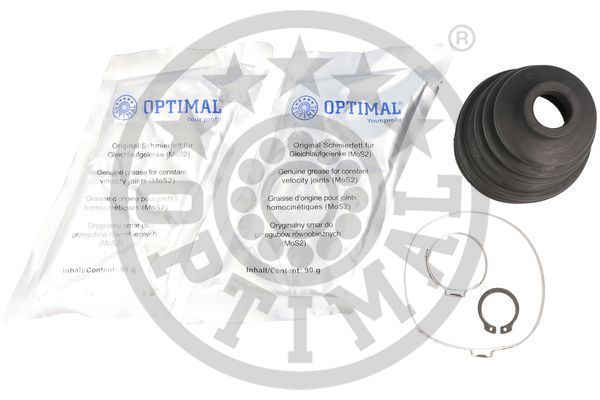 OPTIMAL
Your profit
Original Schmierfett für
Gleichlaufgelenke (MoS2)
Genuine grease for constant
velocity joints (MoS2)
Graisse d'origine pour joints
homocinétiques (MoS2)
Oryginalny smar do
przegubów równobieżnych
(MoS2)
Inhalt/Content: 90 g
OPTIMAL
Your profit
Original Schmierfett für
Gleichlaufgelenke (MoS2)
Genuine grease for constant
velocity joints (MoS2)
Graisse d'origine pour joints
homocinétiques (MoS2)
Oryginalny smar do
przegubów równobieżnych
(MoS2)
Inhalt/Content: 90 g
®
OPTIMAL